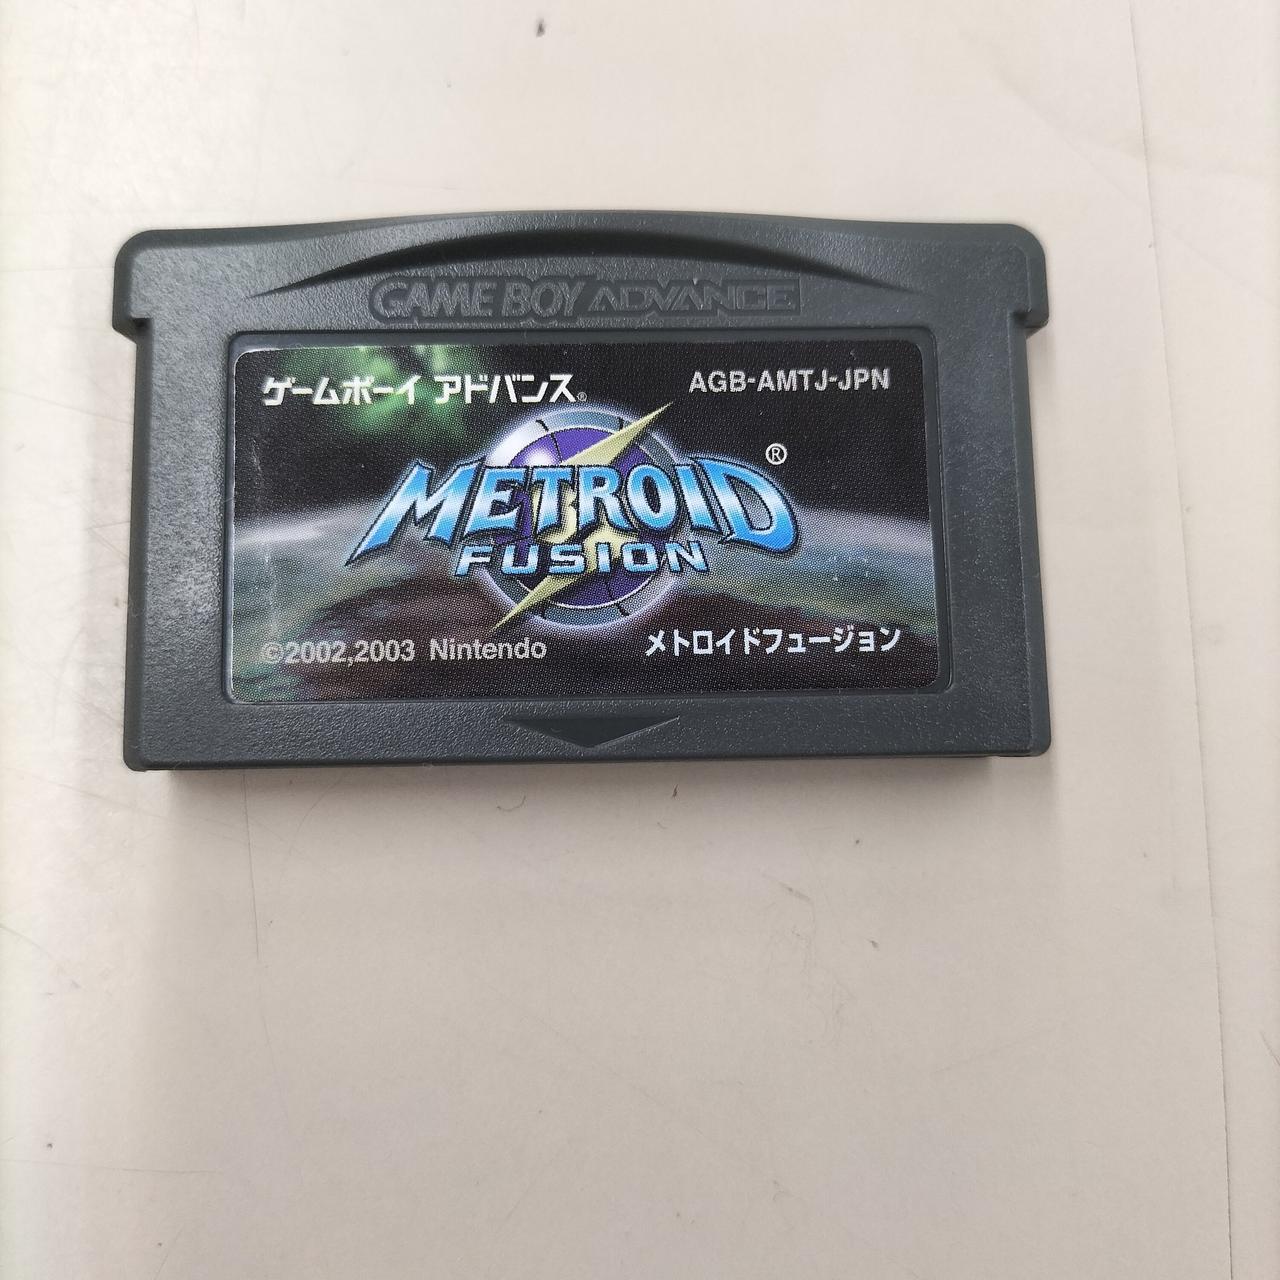 GAME BOY ADVANCE
ゲームボーイ アドバンス®
AGB-AMTJ-JPN
METROID®
FUSION
©2002,2003 Nintendo
メトロイドフュージョン